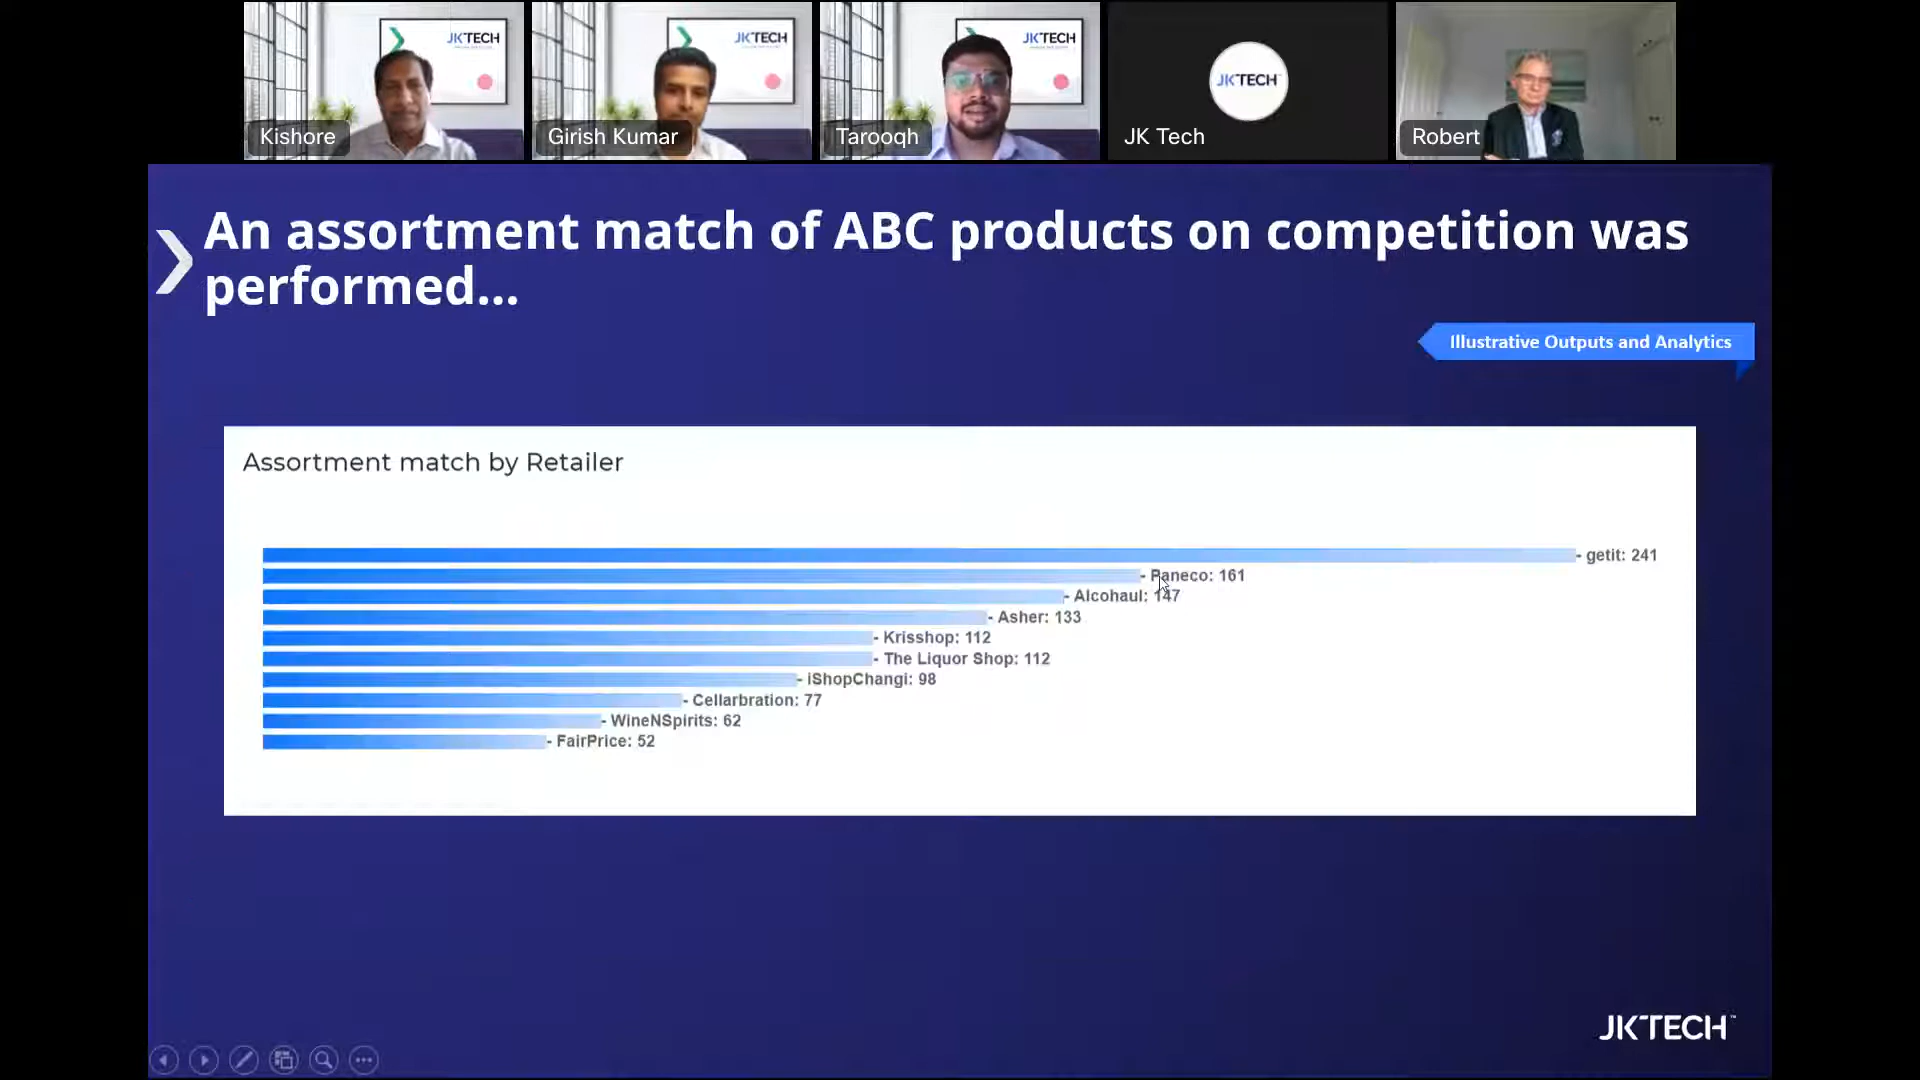 JKTECH
JKTECH
JKTECH
JKTECH
Kishore
Girish Kumar
Tarooqh
JK Tech
Robert
An assortment match of ABC products on competition was
performed...
Illustrative Outputs and Analytics
Assortment match by Retailer
- getit: 241
- Paneco: 161
- Alcohaul: 147
- Asher: 133
- Krisshop: 112
- The Liquor Shop: 112
- iShopChangi: 98
- Cellarbration: 77
- WineNSpirits: 62
- FairPrice: 52
JKTECH™